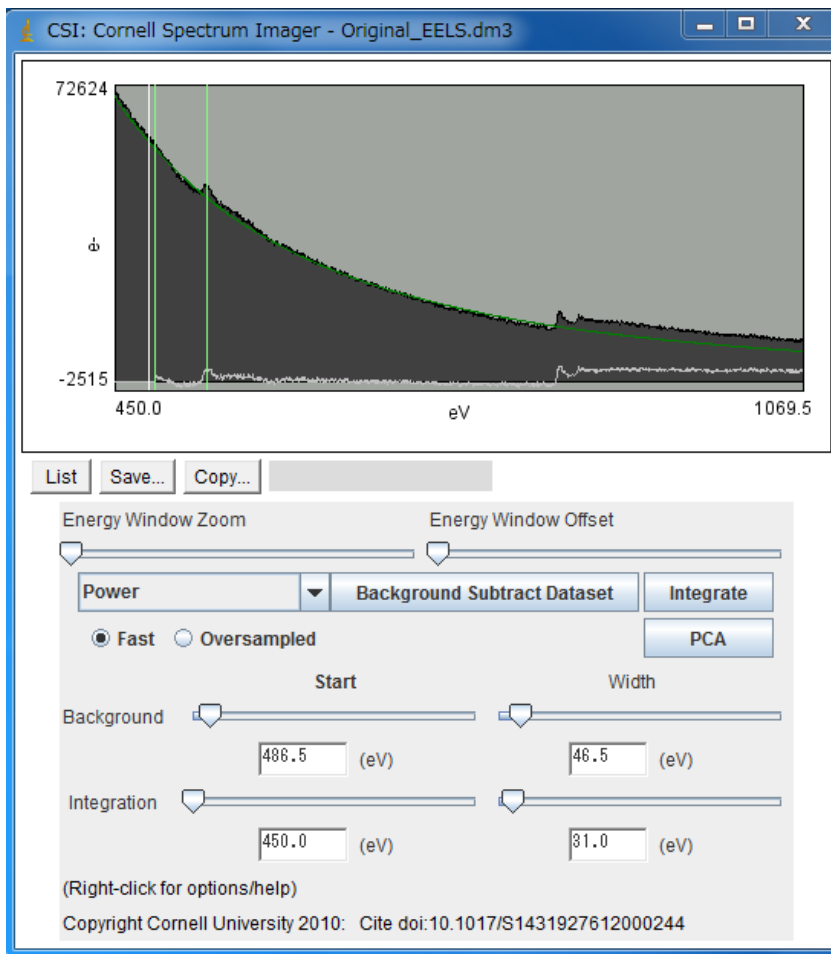 CSI: Cornell Spectrum Imager - Original_EELS.dm3
72624
e-
-2515
450.0 eV 1069.5
List Save... Copy...
Energy Window Zoom Energy Window Offset
Power Background Subtract Dataset Integrate
Fast Oversampled PCA
Start Width
Background
486.5 (eV) 46.5 (eV)
Integration
450.0 (eV) 31.0 (eV)
(Right-click for options/help)
Copyright Cornell University 2010: Cite doi:10.1017/S1431927612000244